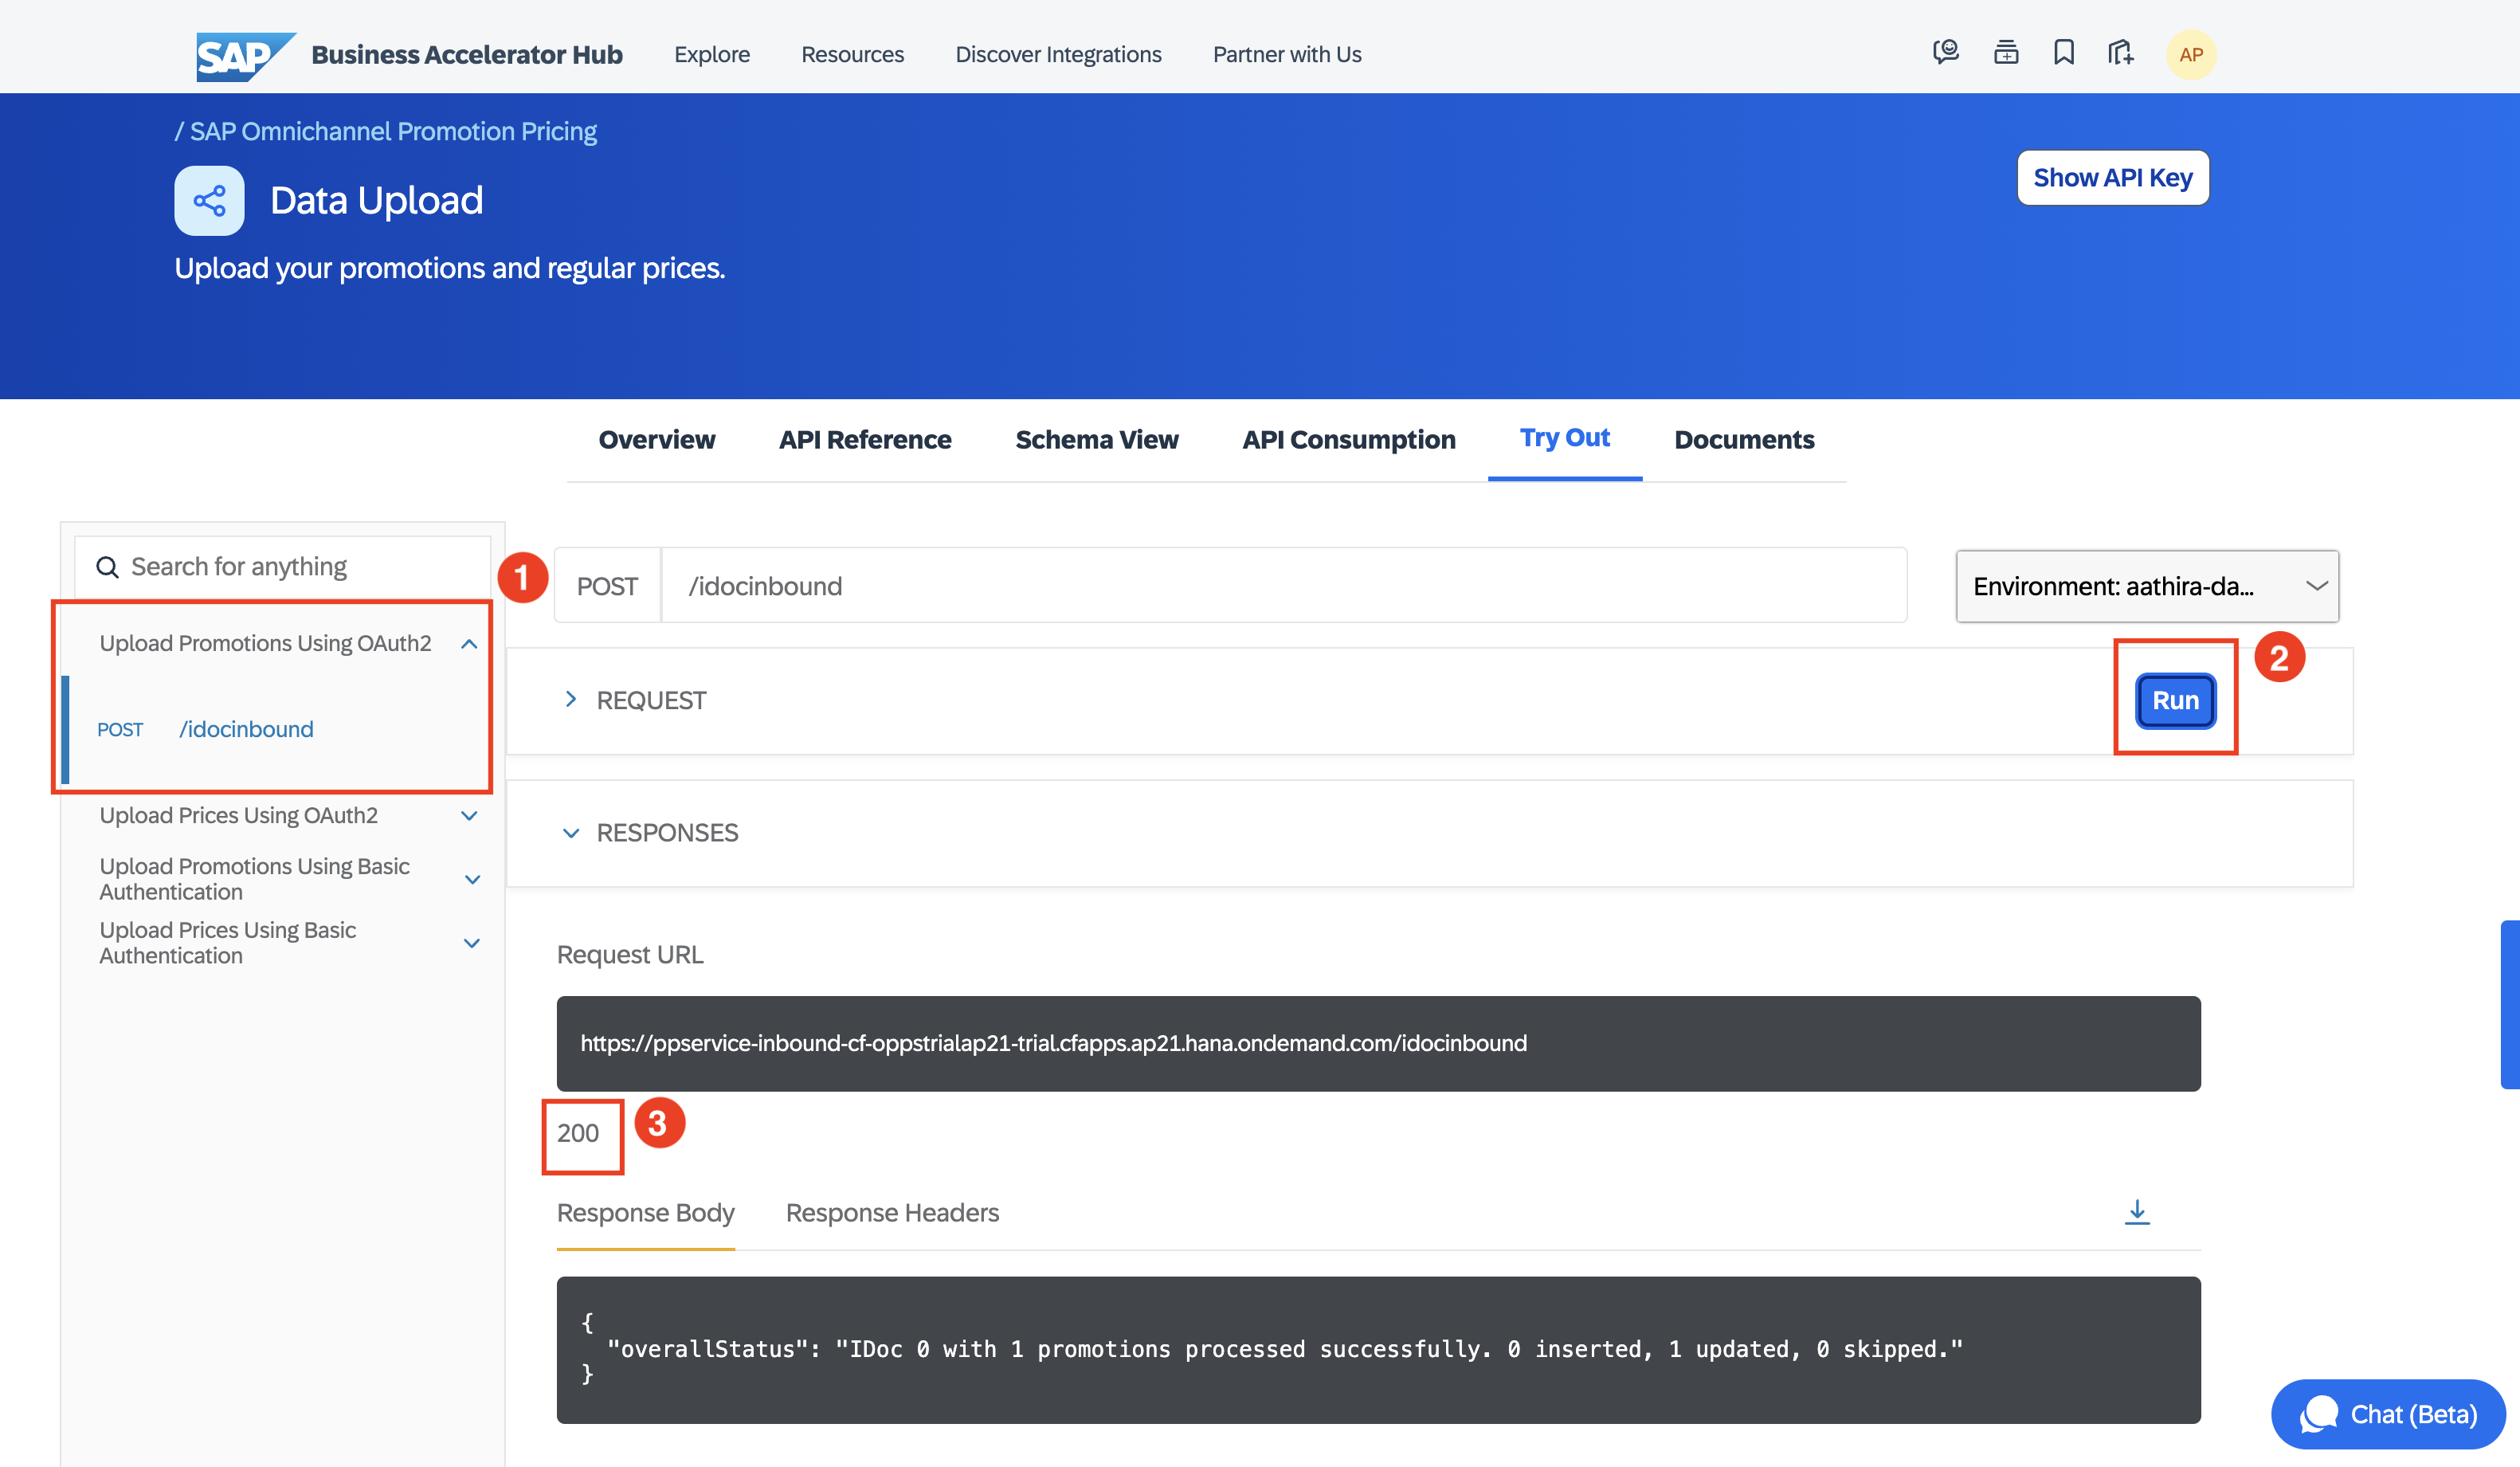 SAP Business Accelerator Hub Explore Resources Discover Integrations Partner with Us AP
/ SAP Omnichannel Promotion Pricing
Data Upload
Show API Key
Upload your promotions and regular prices.
Overview API Reference Schema View API Consumption Try Out Documents
Search for anything
1
POST /idocinbound
Environment: aathira-da...
Upload Promotions Using OAuth2
POST /idocinbound
Upload Prices Using OAuth2
Upload Promotions Using Basic
Authentication
Upload Prices Using Basic
Authentication
REQUEST
Run
2
RESPONSES
Request URL
https://ppservice-inbound-cf-oppstrialap21-trial.cfapps.ap21.hana.ondemand.com/idocinbound
200
3
Response Body Response Headers
{
"overallStatus": "IDoc 0 with 1 promotions processed successfully. 0 inserted, 1 updated, 0 skipped."
}
Chat (Beta)